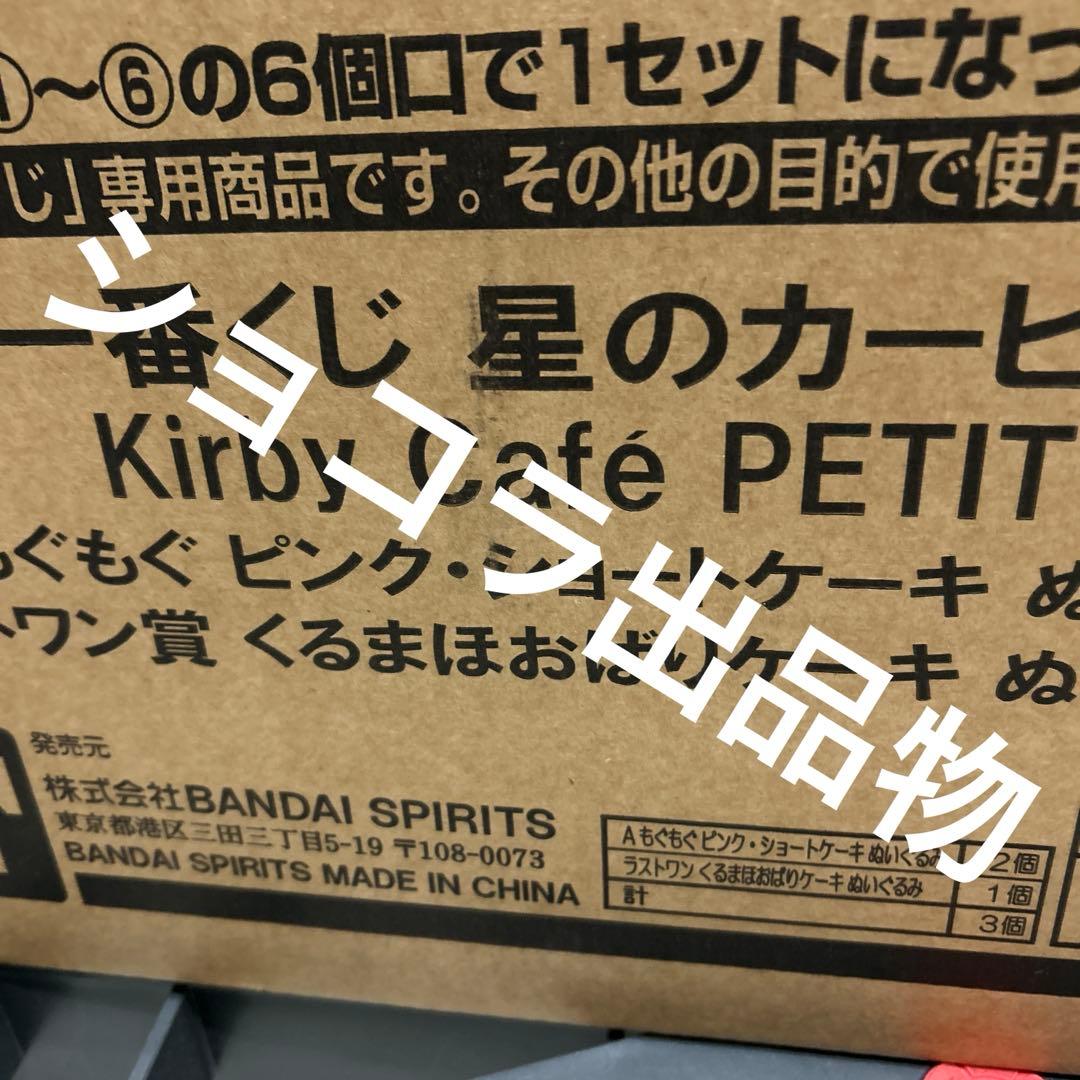 ①～⑥の6個口で1セットになっ
じ」専用商品です。その他の目的で使用
一番くじ 星のカービ
Kirby Café PETIT
もぐもぐ ピンク・ショートケーキ ぬ
トワン賞 くるまほおばりケーキ ぬ
ショコラ出品物
発売元
株式会社BANDAI SPIRITS
東京都港区三田三丁目5-19 〒108-0073
BANDAI SPIRITS MADE IN CHINA
A もぐもぐ ピンク・ショートケーキ ぬいぐるみ 2個
ラストワン くるまほおばりケーキ ぬいぐるみ 1個
計 3個